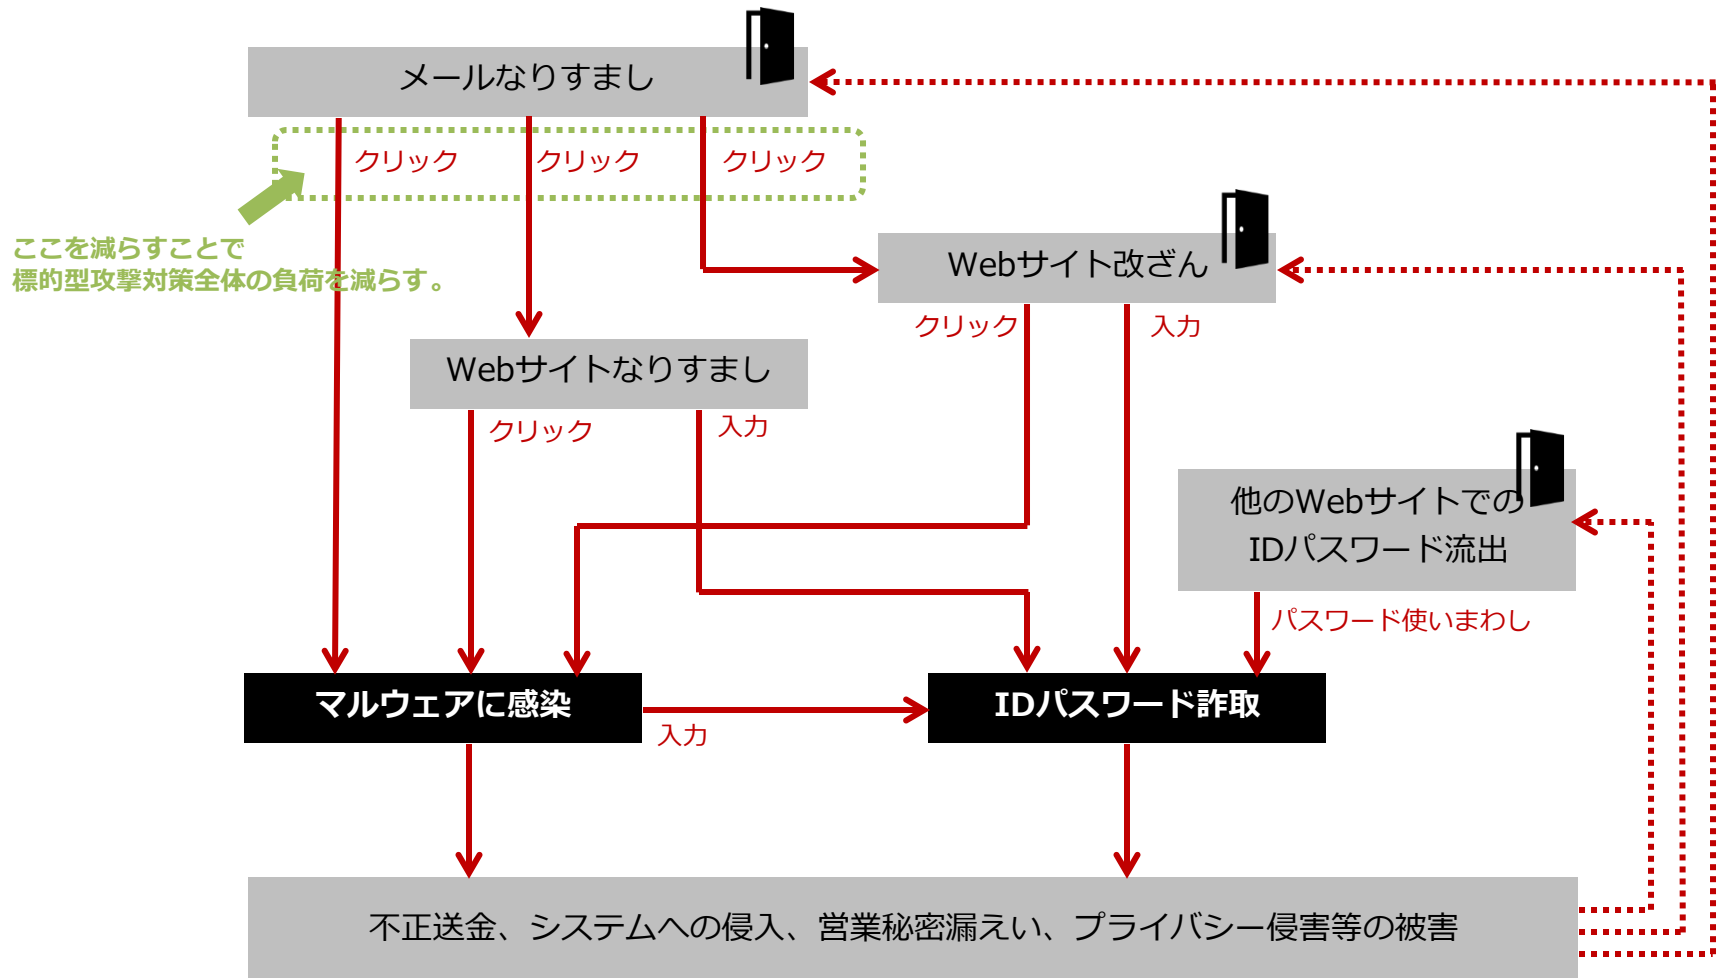 メールなりすまし
クリック
クリック
クリック
ここを減らすことで
標的型攻撃対策全体の負荷を減らす。
Webサイト改ざん
クリック
入力
Webサイトなりすまし
クリック
入力
他のWebサイトでの
IDパスワード流出
パスワード使いまわし
マルウェアに感染
入力
IDパスワード詐取
不正送金、システムへの侵入、営業秘密漏えい、プライバシー侵害等の被害